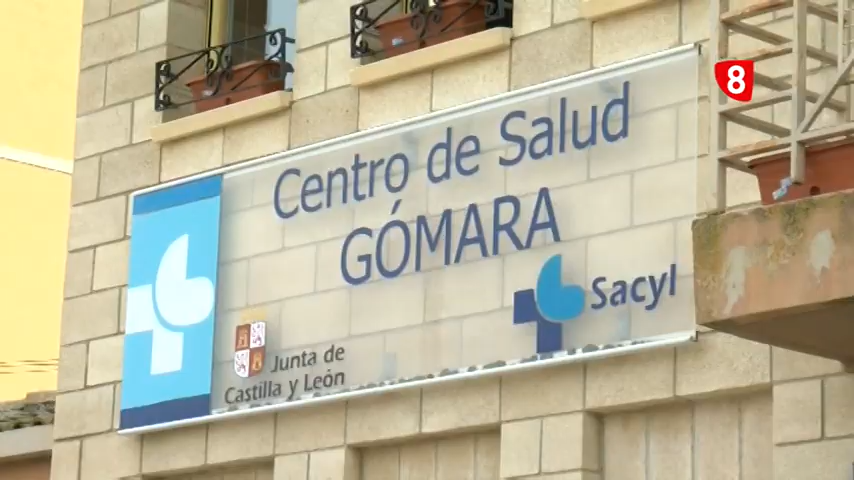 8
Centro de Salud
GÓMARA
Sacyl
Junta de
Castilla y León